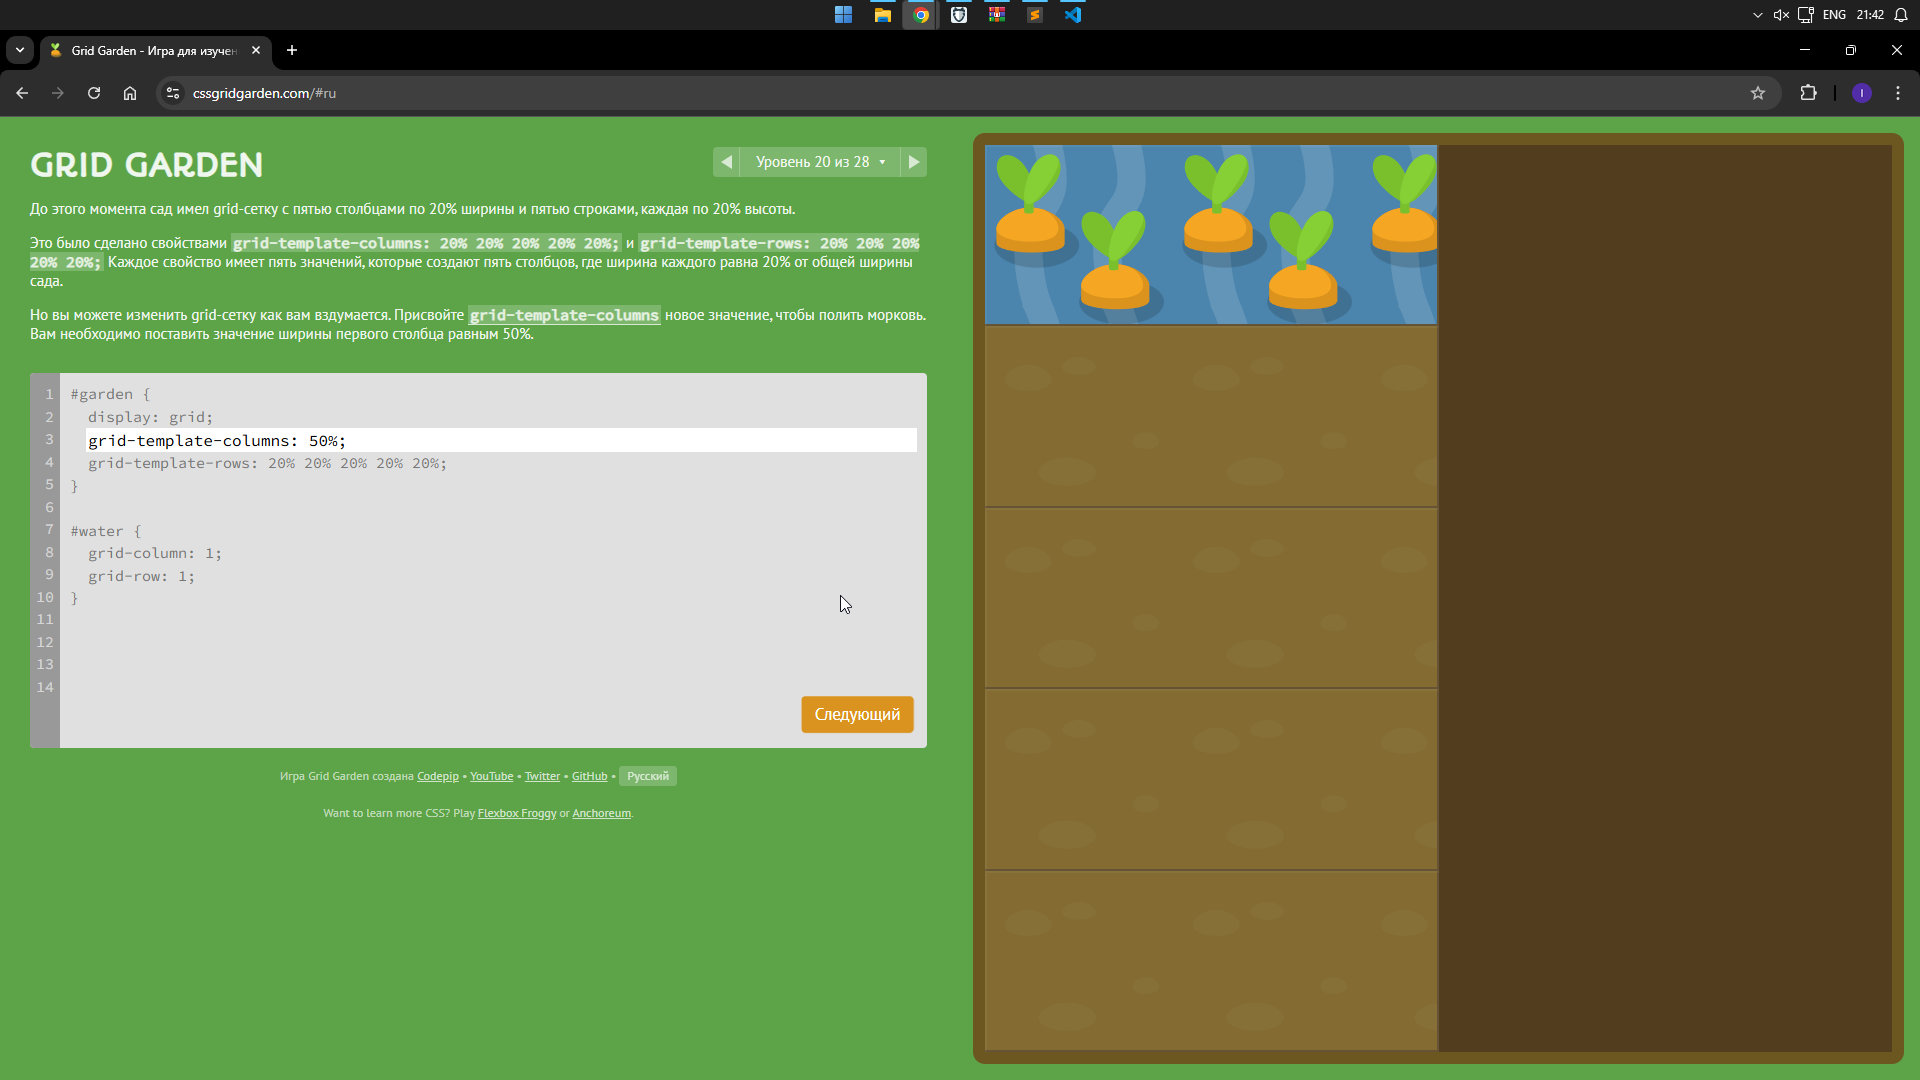 ENG 21:42
Grid Garden - Игра для изучен
cssgridgarden.com/#ru
I
GRID GARDEN
Уровень 20 из 28
До этого момента сад имел grid-сетку с пятью столбцами по 20% ширины и пятью строками, каждая по 20% высоты.
Это было сделано свойствами grid-template-columns: 20% 20% 20% 20% 20%; и grid-template-rows: 20% 20% 20%
20% 20%; Каждое свойство имеет пять значений, которые создают пять столбцов, где ширина каждого равна 20% от общей ширины
сада.
Но вы можете изменить grid-сетку как вам вздумается. Присвойте grid-template-columns новое значение, чтобы полить морковь.
Вам необходимо поставить значение ширины первого столбца равным 50%.
1 #garden {
2 display: grid;
3 grid-template-columns: 50%;
4 grid-template-rows: 20% 20% 20% 20% 20%;
5 }
6
7 #water {
8 grid-column: 1;
9 grid-row: 1;
10 }
11
12
13
14
Следующий
Игра Grid Garden создана Codepip • YouTube • Twitter • GitHub • Русский
Want to learn more CSS? Play Flexbox Froggy or Anchoreum.